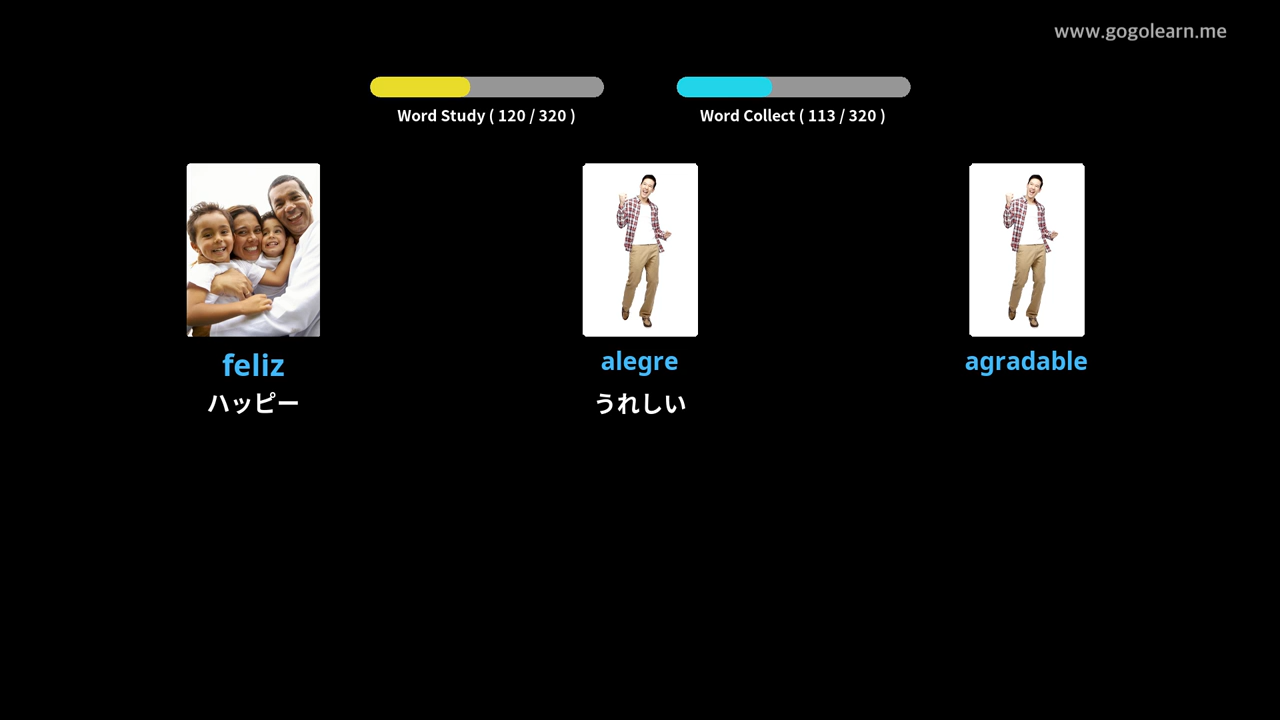 www.gogolearn.me
Word Study ( 120 / 320 )
Word Collect ( 113 / 320 )
feliz
alegre
agradable
ハッピー
うれしい